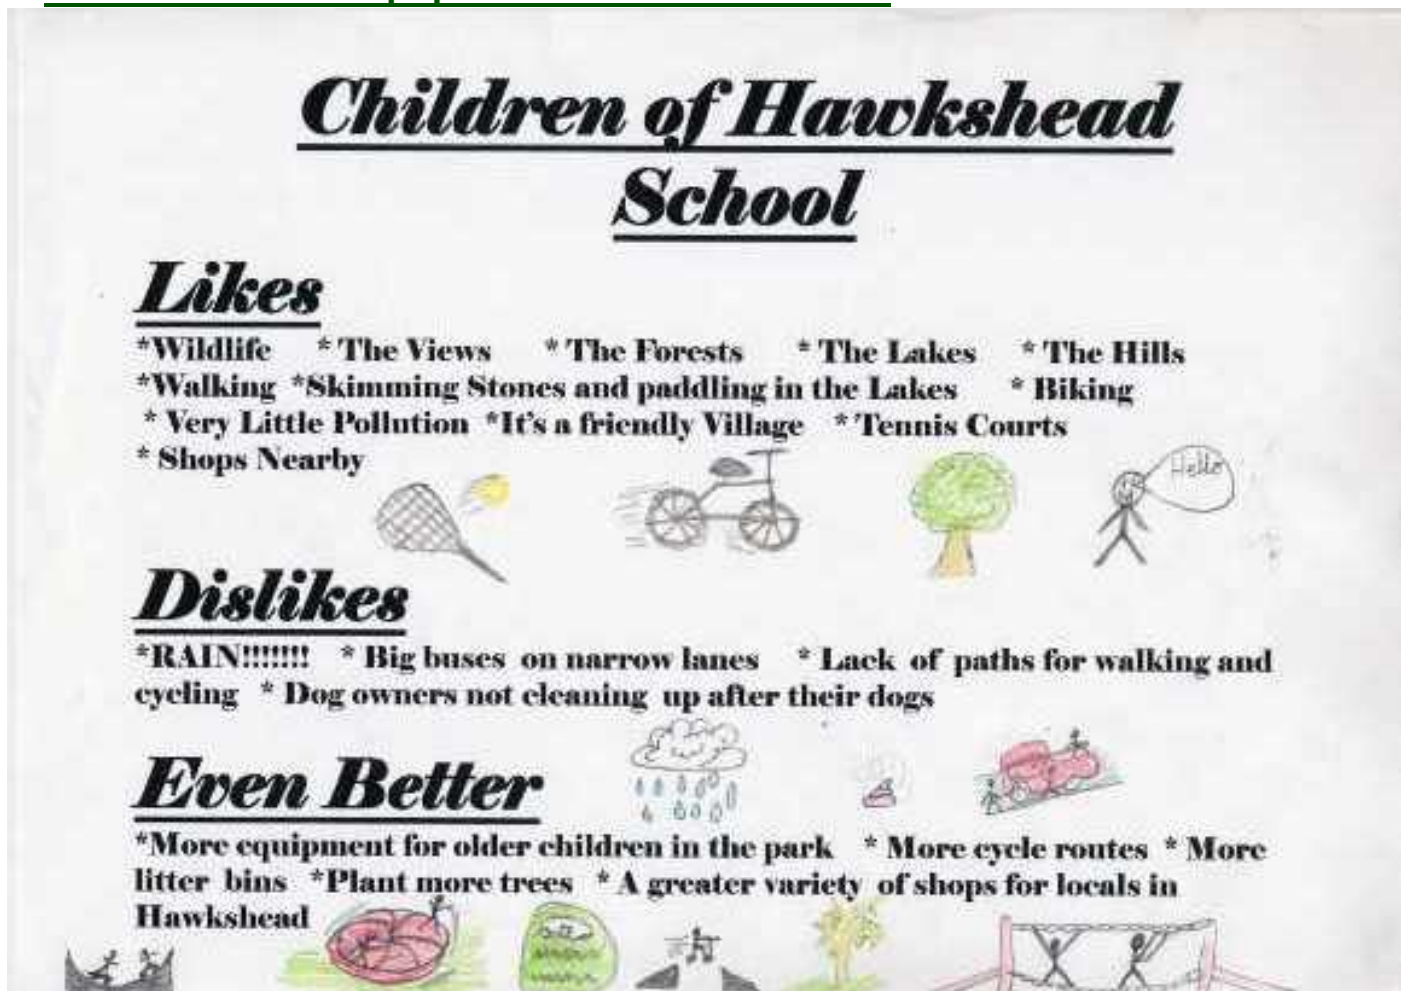 Children of Hawkshead
School
Likes
*Wildlife * The Views * The Forests * The Lakes * The Hills
*Walking *Skimming Stones and paddling in the Lakes * Biking
* Very Little Pollution *It's a friendly Village * Tennis Courts
* Shops Nearby
Hello
Dislikes
*RAIN!!!!!!! * Big buses on narrow lanes * Lack of paths for walking and
cycling * Dog owners not cleaning up after their dogs
Even Better
*More equipment for older children in the park * More cycle routes * More
litter bins *Plant more trees * A greater variety of shops for locals in
Hawkshead